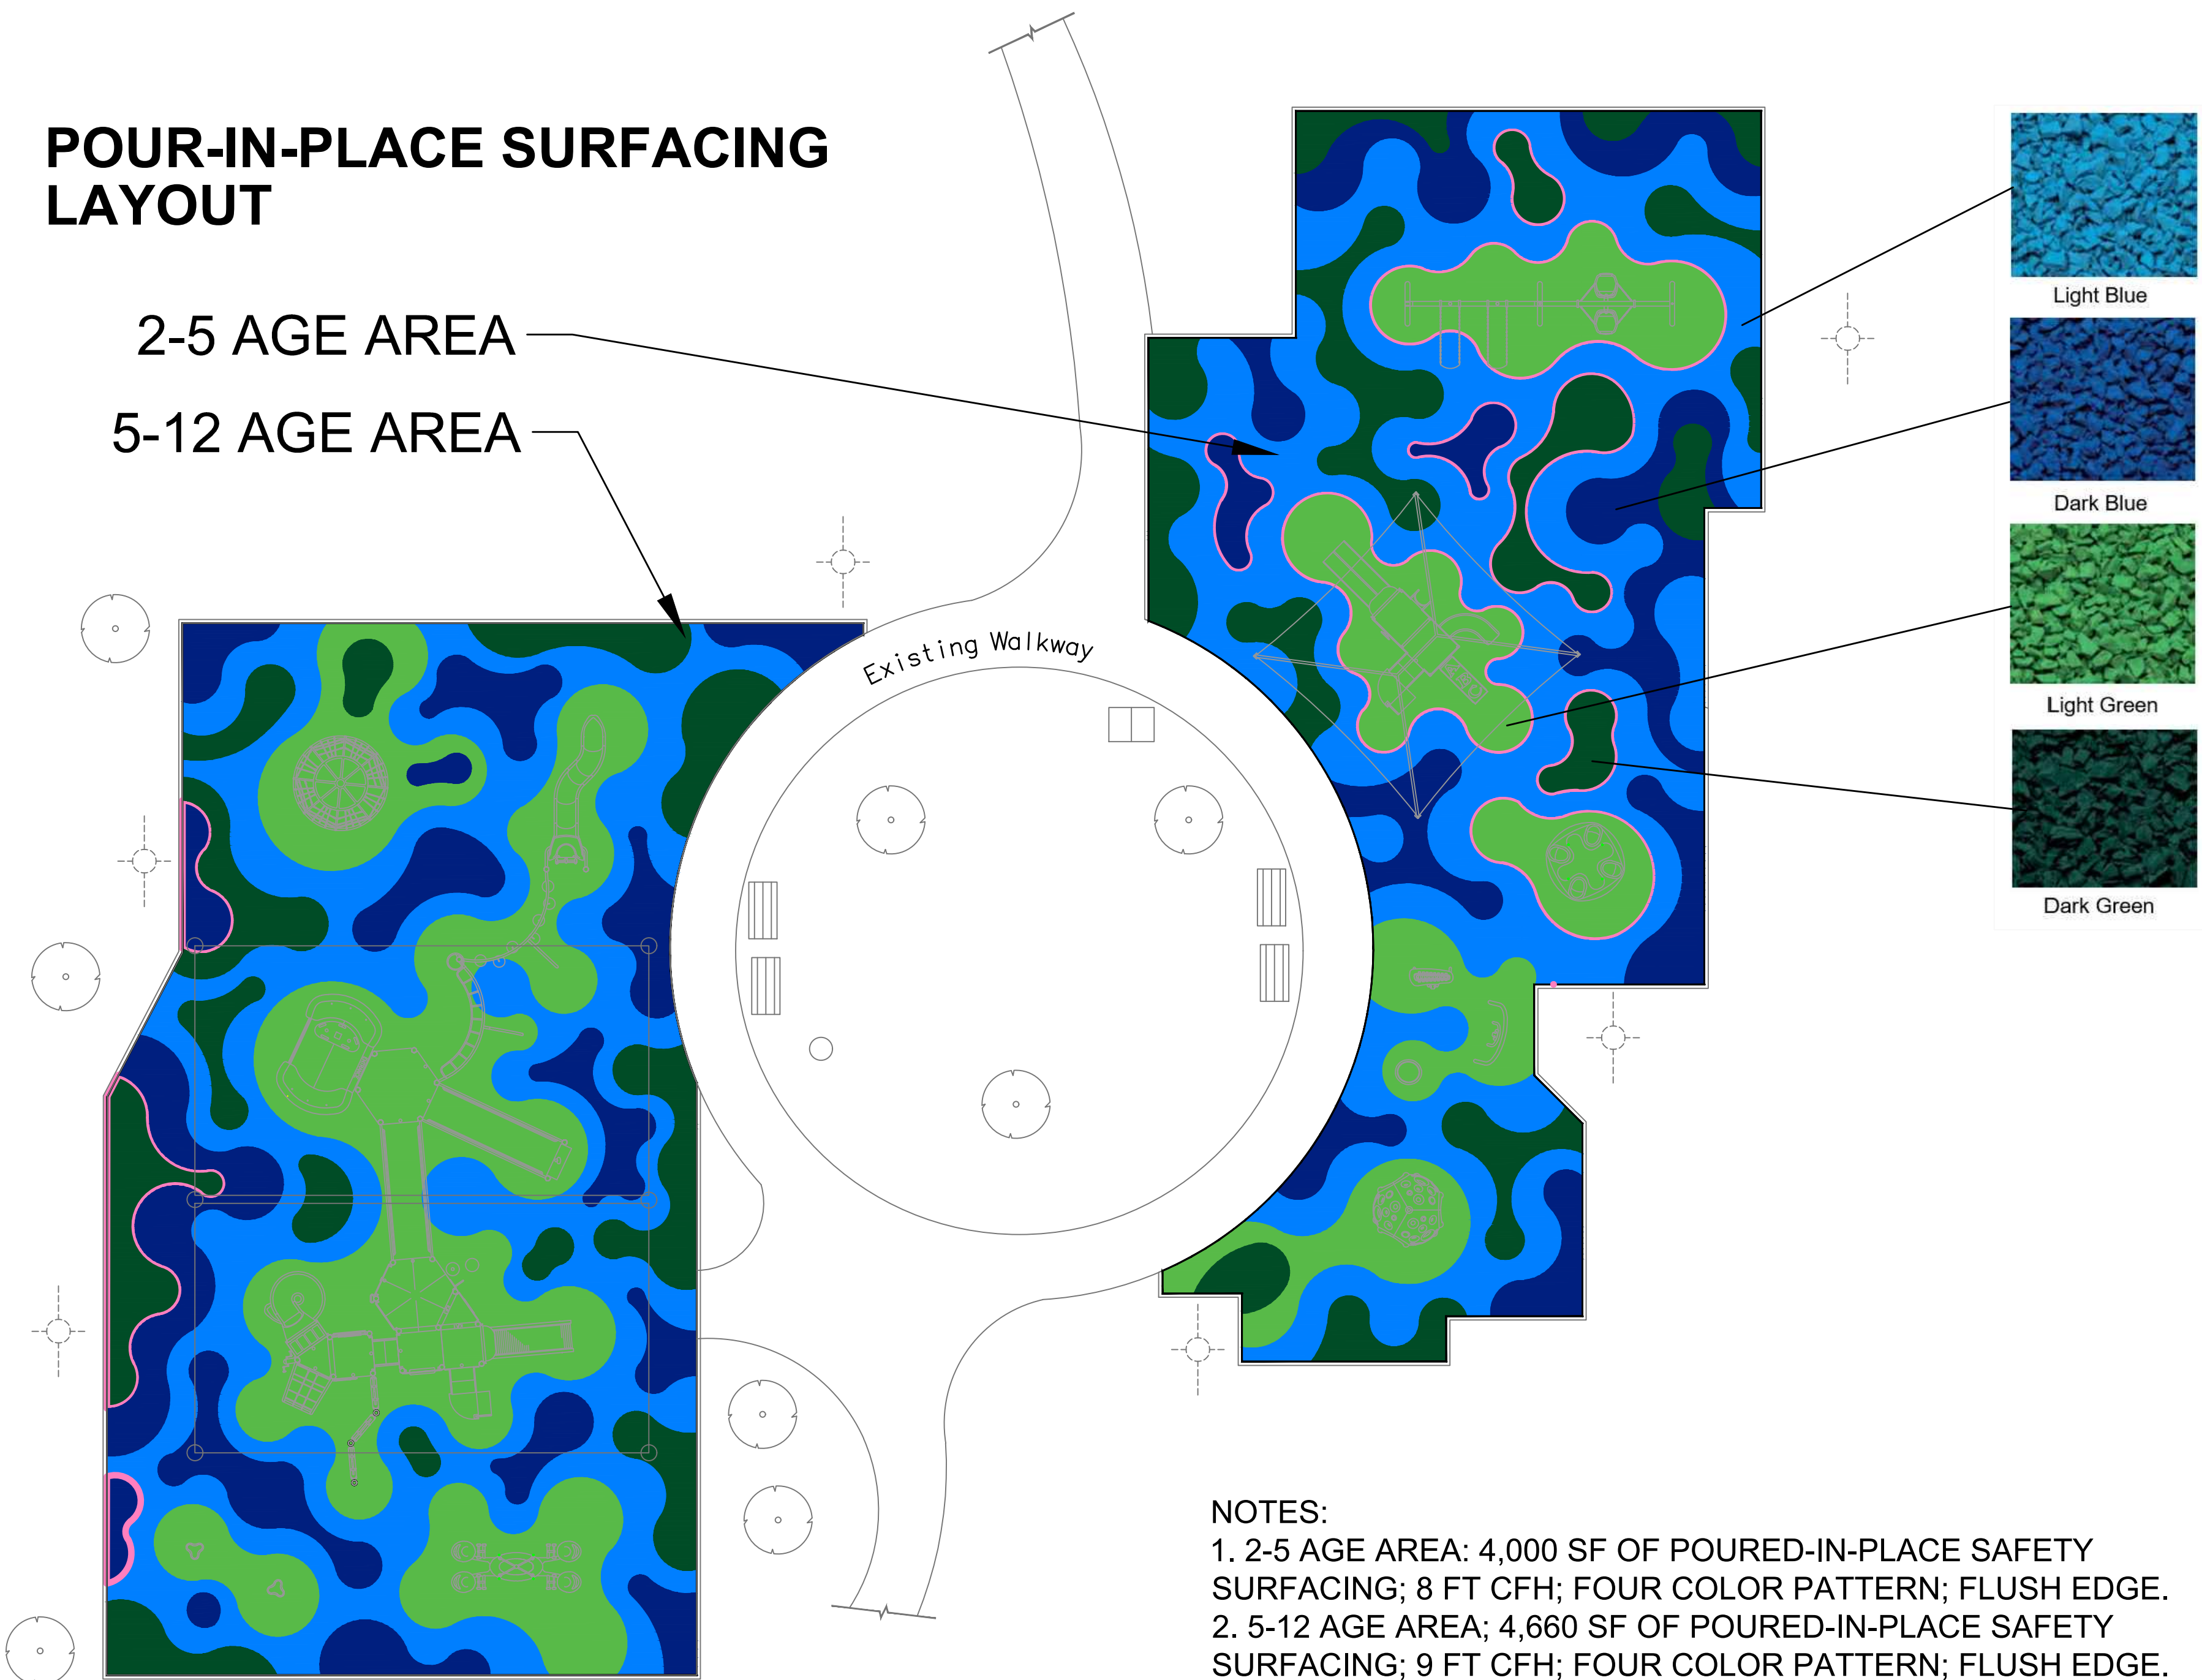 POUR-IN-PLACE SURFACING
LAYOUT
2-5 AGE AREA
5-12 AGE AREA
Existing Walkway
Light Blue
Dark Blue
Light Green
Dark Green
NOTES:
1. 2-5 AGE AREA: 4,000 SF OF POURED-IN-PLACE SAFETY
SURFACING; 8 FT CFH; FOUR COLOR PATTERN; FLUSH EDGE.
2. 5-12 AGE AREA; 4,660 SF OF POURED-IN-PLACE SAFETY
SURFACING; 9 FT CFH; FOUR COLOR PATTERN; FLUSH EDGE.